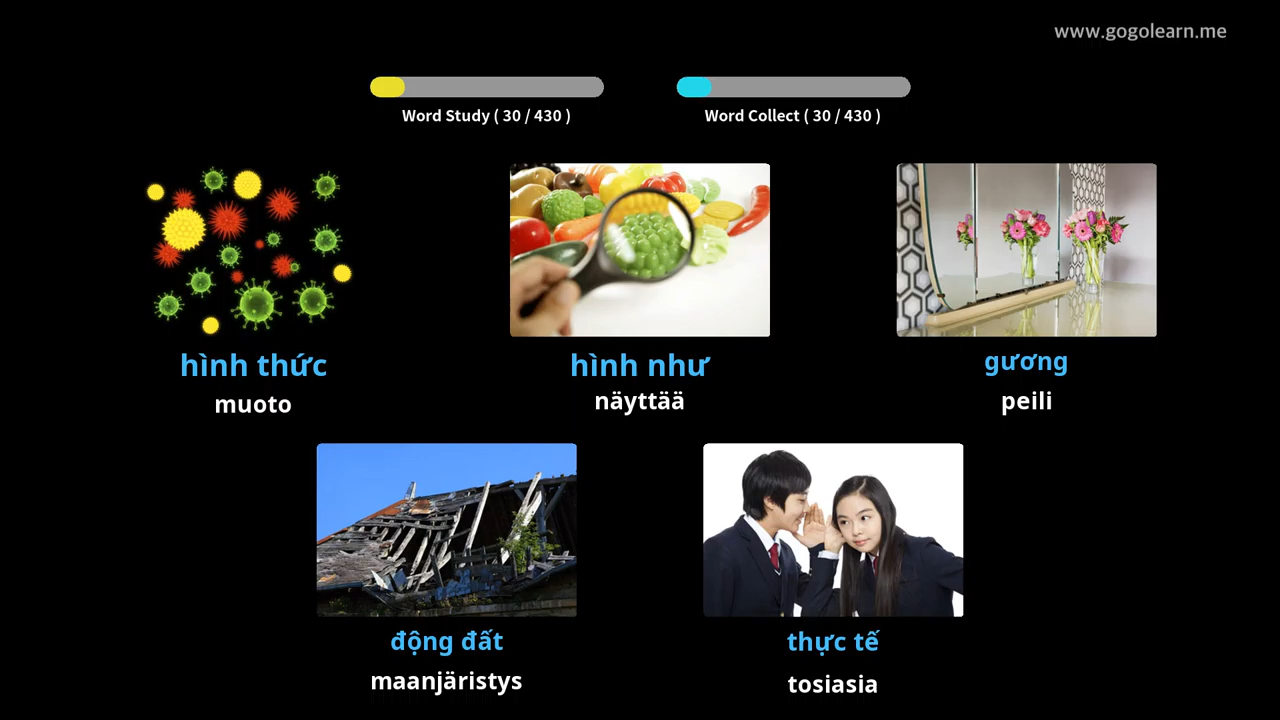 www.gogolearn.me
Word Study ( 30 / 430 )
Word Collect ( 30 / 430 )
hình thức
muoto
hình như
näyttää
gương
peili
động đất
maanjäristys
thực tế
tosiasia